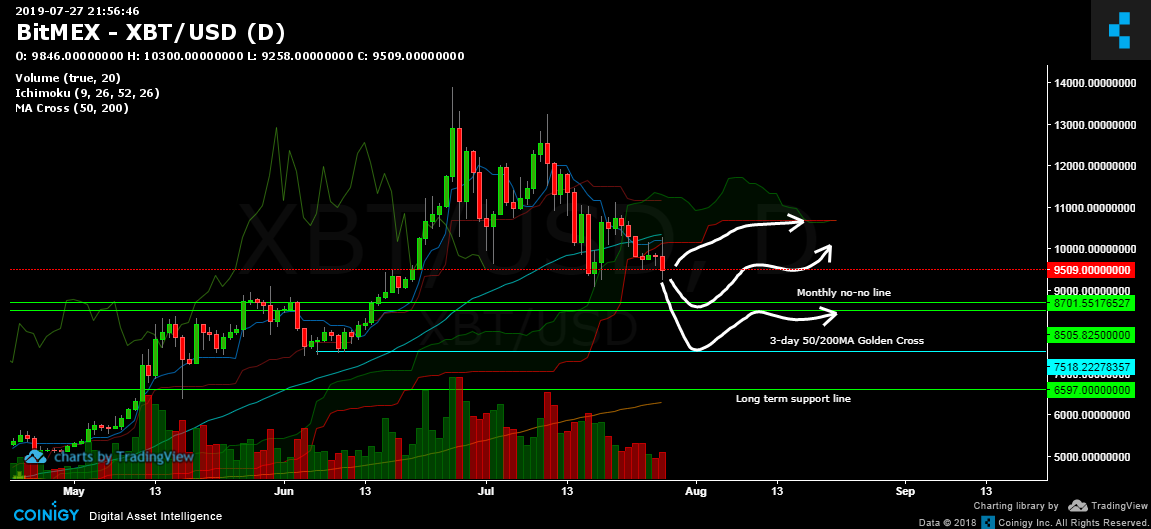 2019-07-27 21:56:46
BitMEX - XBT/USD (D)
O: 9846.00000000 H: 10300.00000000 L: 9258.00000000 C: 9509.00000000
Volume (true, 20)
Ichimoku (9, 26, 52, 26)
MA Cross (50, 200)
XBT/USD, D
XBT/USD
14000.00000000
13000.00000000
12000.00000000
11000.00000000
10000.00000000
9509.00000000
9000.00000000
Monthly no-no line
8701.55176527
8505.82500000
3-day 50/200MA Golden Cross
7518.22278357
6597.00000000
Long term support line
6000.00000000
5000.00000000
charts by TradingView
May 13 Jun 13 Jul 13 Aug 13 Sep 13
Charting library by TradingView
COINIGY Digital Asset Intelligence
Data © 2018 Coinigy Inc. All Rights Reserved.